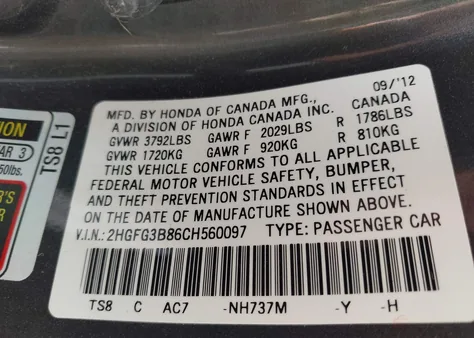 09/'12
MFD. BY HONDA OF CANADA MFG., CANADA
A DIVISION OF HONDA CANADA INC.
GVWR 3792LBS GAWR F 2029LBS R 1786LBS
GVWR 1720KG GAWR F 920KG R 810KG
THIS VEHICLE CONFORMS TO ALL APPLICABLE
FEDERAL MOTOR VEHICLE SAFETY, BUMPER,
AND THEFT PREVENTION STANDARDS IN EFFECT
ON THE DATE OF MANUFACTURE SHOWN ABOVE.
V.I.N.: 2HGFG3B86CH560097 TYPE: PASSENGER CAR
TS8 C AC7 -NH737M -Y -H
TS8 L1
AR 3
50lbs.